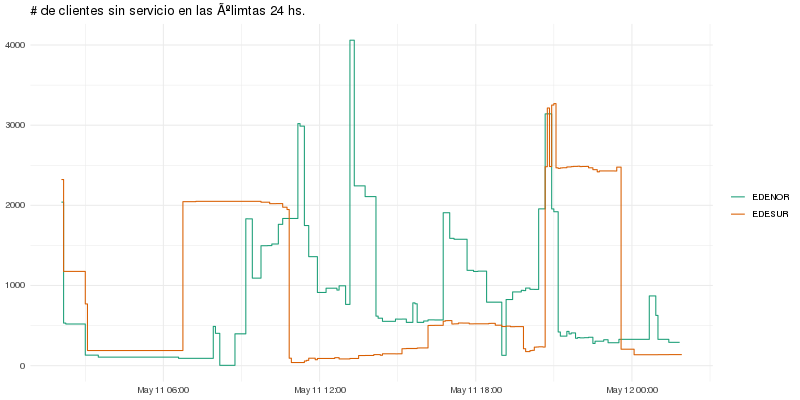 # de clientes sin servicio en las Ãºlimtas 24 hs.
4000
3000
2000
1000
0
May 11 06:00
May 11 12:00
May 11 18:00
May 12 00:00
EDENOR
EDESUR